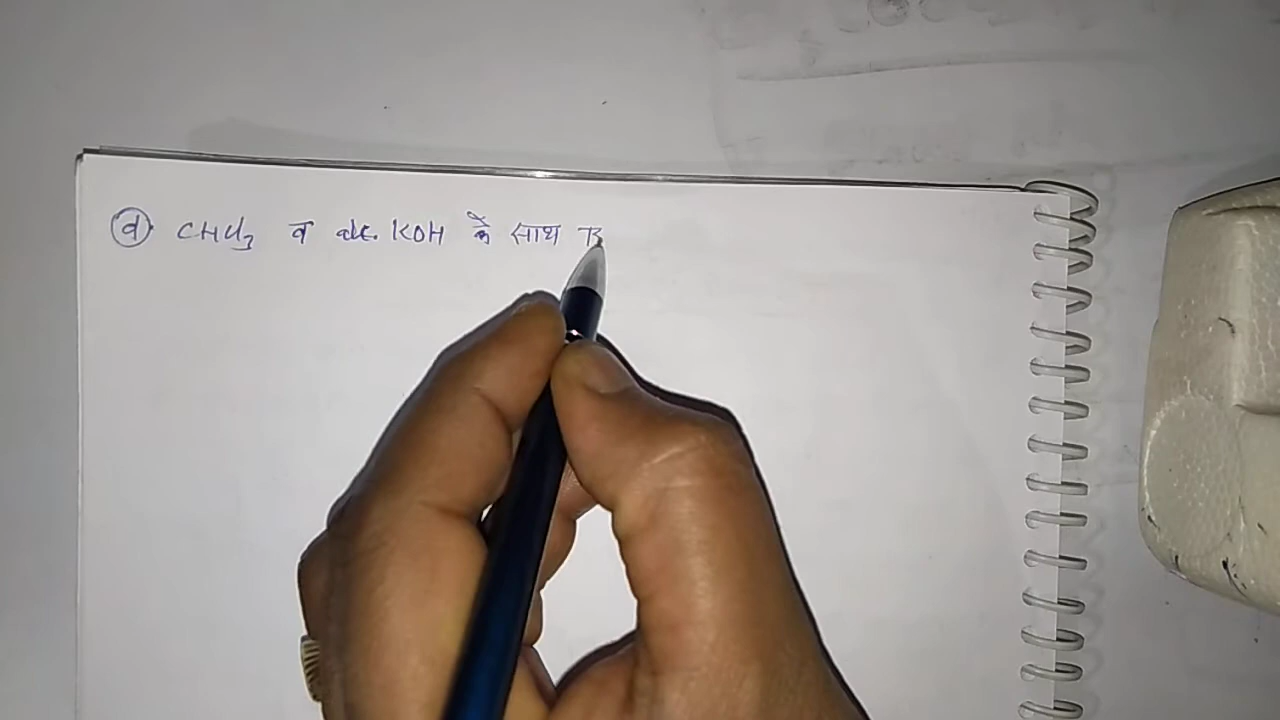 (d) CHCl3 व alc. KOH के साथ